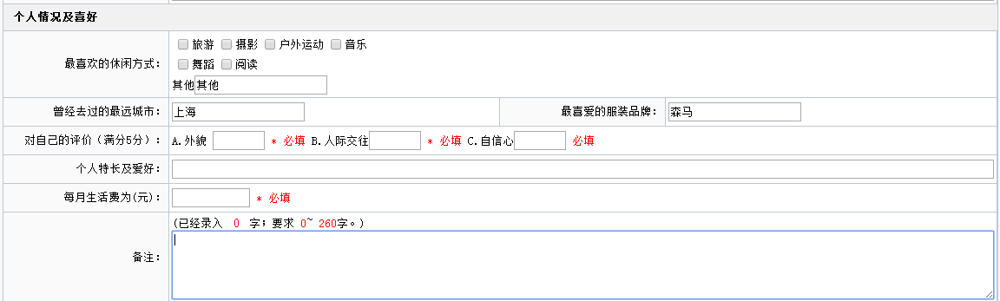 个人情况及喜好
最喜欢的休闲方式：
旅游 摄影 户外运动 音乐
舞蹈 阅读
其他 其他
曾经去过的最远城市： 上海 最喜爱的服装品牌： 森马
对自己的评价（满分5分）： A.外貌 * 必填 B.人际交往 * 必填 C.自信心 必填
个人特长及爱好：
每月生活费为(元)： * 必填
(已经录入 0 字；要求 0~ 260字。)
备注：